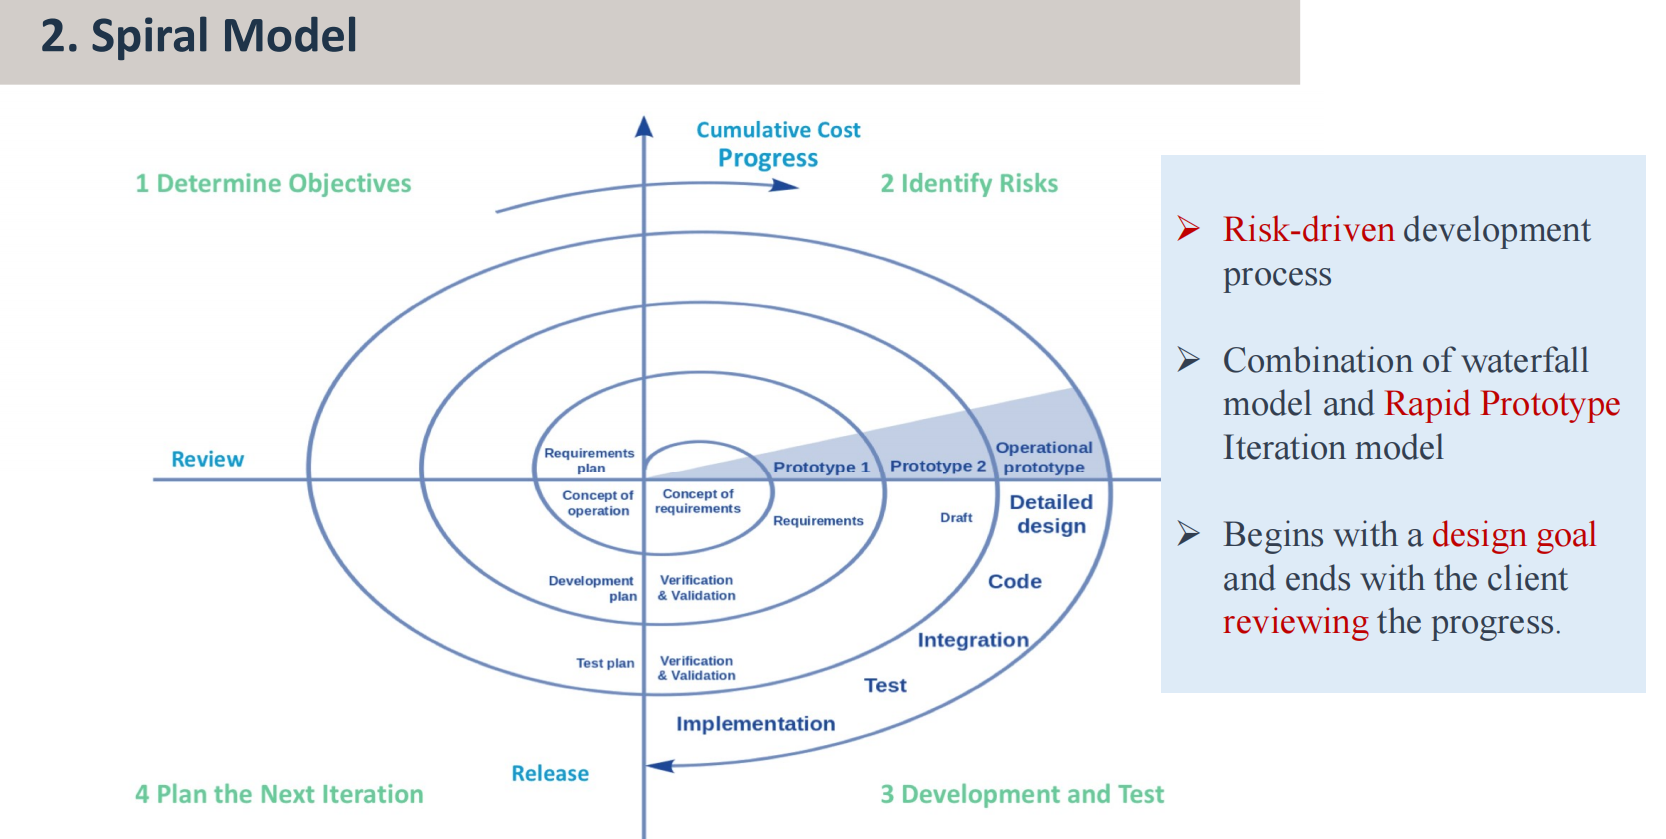 2. Spiral Model
Cumulative Cost
Progress
1 Determine Objectives
2 Identify Risks
Review
Requirements
plan
Concept of
operation
Concept of
requirements
Prototype 1
Prototype 2
Operational
prototype
Requirements
Draft
Detailed
design
Development
plan
Verification
& Validation
Code
Integration
Test plan
Verification
& Validation
Test
Implementation
Release
4 Plan the Next Iteration
3 Development and Test
➢ Risk-driven development
process
➢ Combination of waterfall
model and Rapid Prototype
Iteration model
➢ Begins with a design goal
and ends with the client
reviewing the progress.